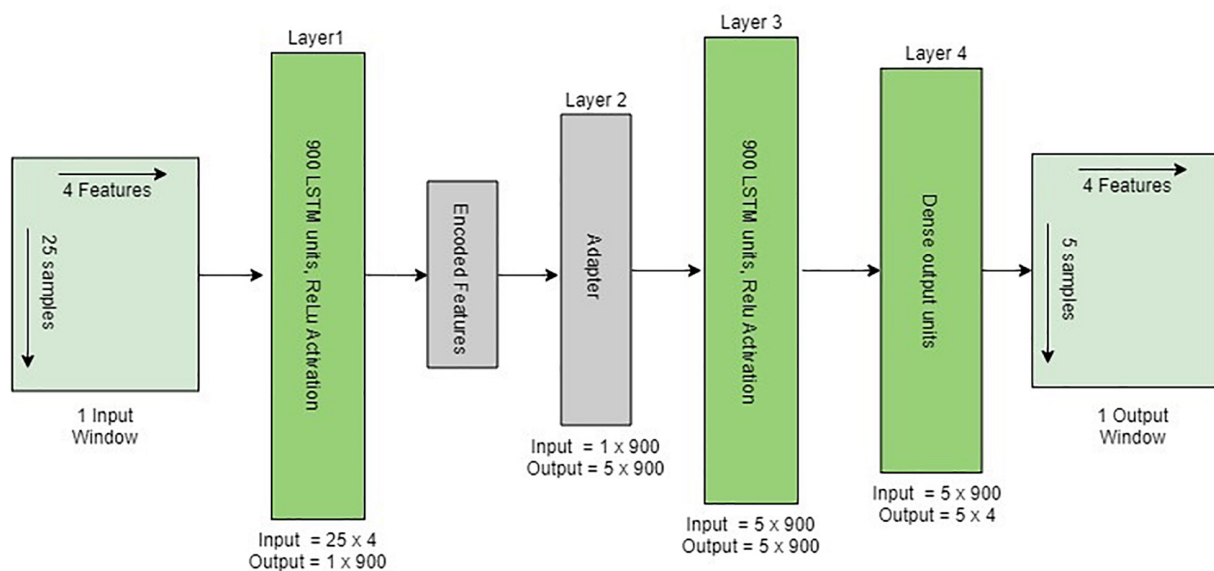 4 Features
25 samples
1 Input
Window
Layer1
900 LSTM units, ReLu Activation
Input = 25 x 4
Output = 1 x 900
Encoded Features
Layer 2
Adapter
Input = 1 x 900
Output = 5 x 900
Layer 3
900 LSTM units, Relu Activation
Input = 5 x 900
Output = 5 x 900
Layer 4
Dense output units
Input = 5 x 900
Output = 5 x 4
4 Features
5 samples
1 Output
Window